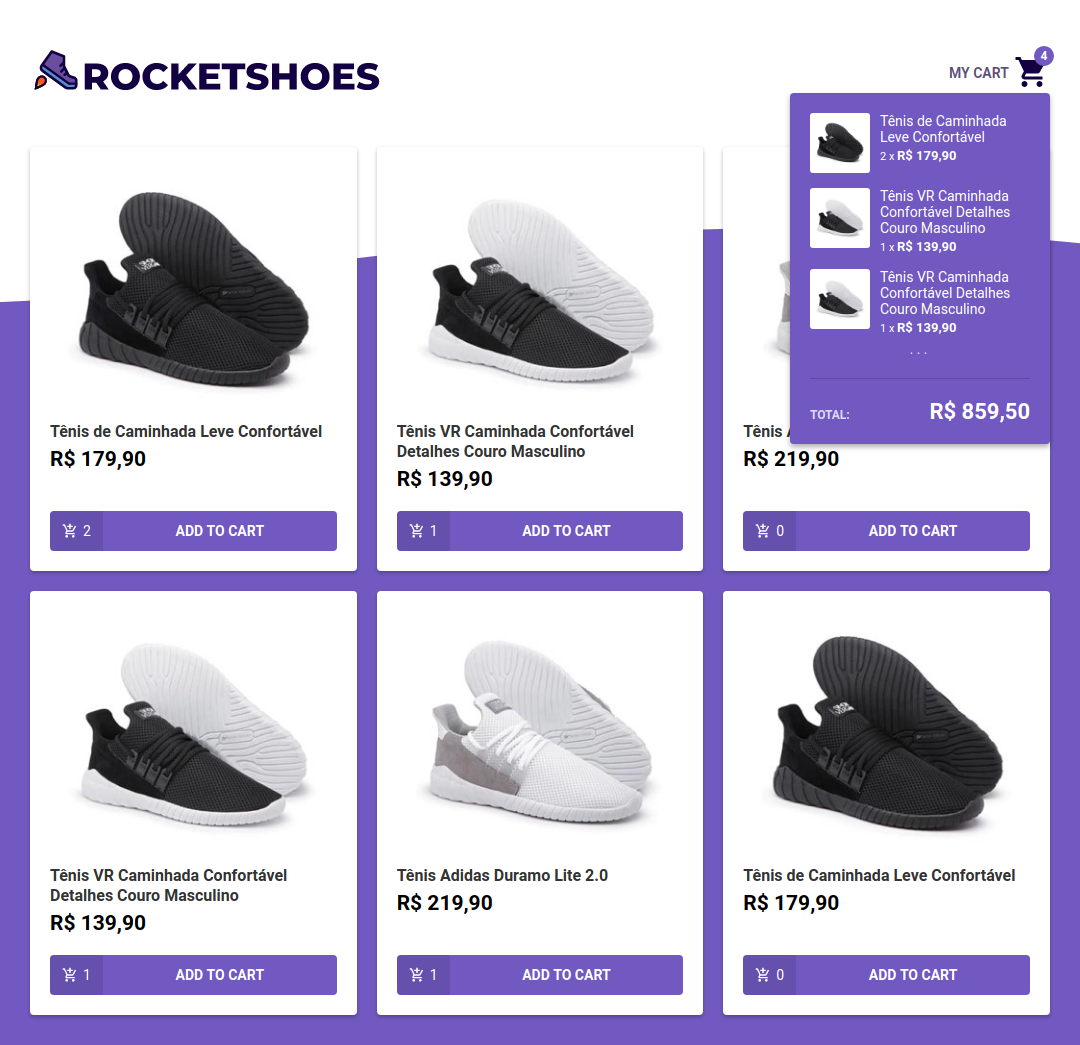 ROCKETSHOES
MY CART
4
Tênis de Caminhada
Leve Confortável
2 x R$ 179,90
Tênis VR Caminhada
Confortável Detalhes
Couro Masculino
1 x R$ 139,90
Tênis VR Caminhada
Confortável Detalhes
Couro Masculino
1 x R$ 139,90
...
TOTAL:
R$ 859,50
Tênis de Caminhada Leve Confortável
R$ 179,90
2
ADD TO CART
Tênis VR Caminhada Confortável
Detalhes Couro Masculino
R$ 139,90
1
ADD TO CART
Tênis
R$ 219,90
0
ADD TO CART
Tênis VR Caminhada Confortável
Detalhes Couro Masculino
R$ 139,90
1
ADD TO CART
Tênis Adidas Duramo Lite 2.0
R$ 219,90
1
ADD TO CART
Tênis de Caminhada Leve Confortável
R$ 179,90
0
ADD TO CART